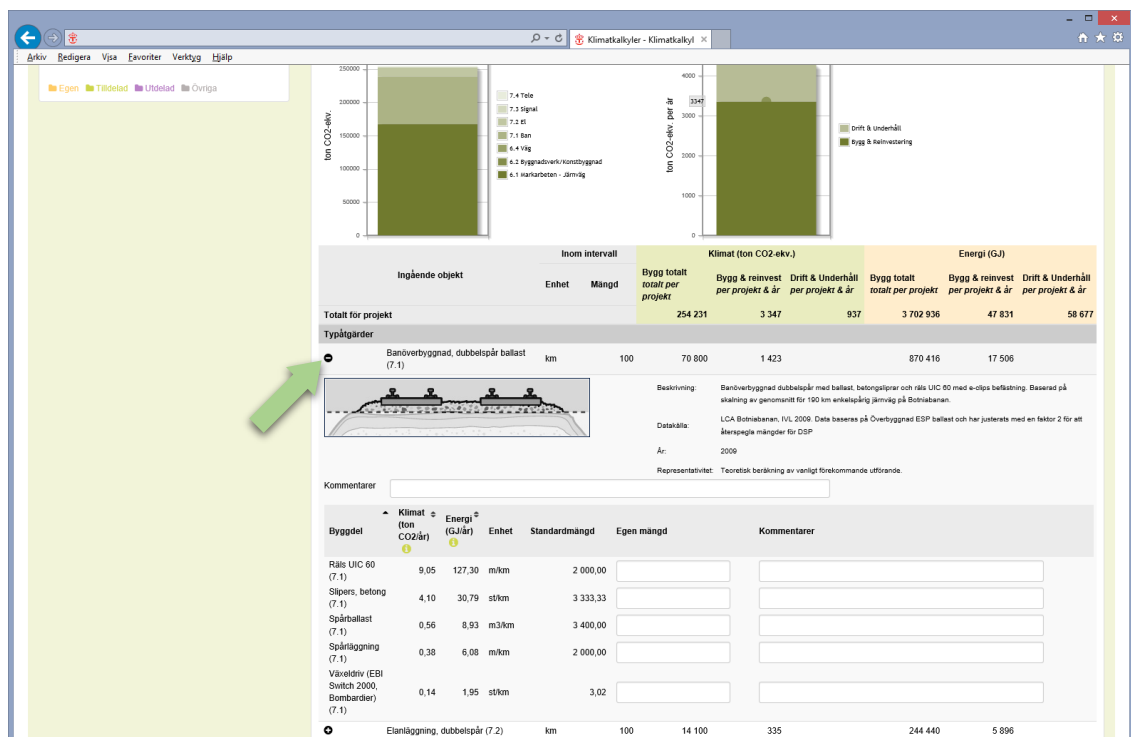 Klimatkalkyler - Klimatkalkyl
Arkiv Redigera Visa Favoriter Verktyg Hjälp
Egen Tilldelad Utdelad Övriga
ton CO2-ekv.
250000
200000
150000
100000
50000
0
7.4 Tele
7.3 Signal
7.2 El
7.1 Ban
6.4 Väg
6.2 Byggnadsverk/Konstbyggnad
6.1 Markarbeten - Järnväg
ton CO2-ekv. per år
4000
3347
3000
2000
1000
0
Drift & Underhåll
Bygg & Reinvestering
Ingående objekt
Inom intervall
Enhet Mängd
Klimat (ton CO2-ekv.)
Bygg totalt
totalt per
projekt
Bygg & reinvest
per projekt & år
Drift & Underhåll
per projekt & år
Energi (GJ)
Bygg totalt
totalt per projekt
Bygg & reinvest
per projekt & år
Drift & Underhåll
per projekt & år
Totalt för projekt 254 231 3 347 937 3 702 936 47 831 58 677
Typåtgärder
Banöverbyggnad, dubbelspår ballast
(7.1)
km 100 70 800 1 423 870 416 17 506
Beskrivning: Banöverbyggnad dubbelspår med ballast, betongsliprar och räls UIC 60 med e-clips befästning. Baserad på
skalning av genomsnitt för 190 km enkelspårig järnväg på Botniabanan.
Datakälla: LCA Botniabanan, IVL 2009. Data baseras på Överbyggnad ESP ballast och har justerats med en faktor 2 för att
återspegla mängder för DSP
År: 2009
Representativitet: Teoretisk beräkning av vanligt förekommande utförande.
Kommentarer
Byggdel
Klimat
(ton
CO2/år)
Energi
(GJ/år)
Enhet Standardmängd Egen mängd Kommentarer
Räls UIC 60
(7.1)
9,05 127,30 m/km 2 000,00
Slipers, betong
(7.1)
4,10 30,79 st/km 3 333,33
Spårballast
(7.1)
0,56 8,93 m3/km 3 400,00
Spårläggning
(7.1)
0,38 6,08 m/km 2 000,00
Växeldriv (EBI
Switch 2000,
Bombardier)
(7.1)
0,14 1,95 st/km 3,02
Elanläggning, dubbelspår (7.2) km 100 14 100 335 244 440 5 896